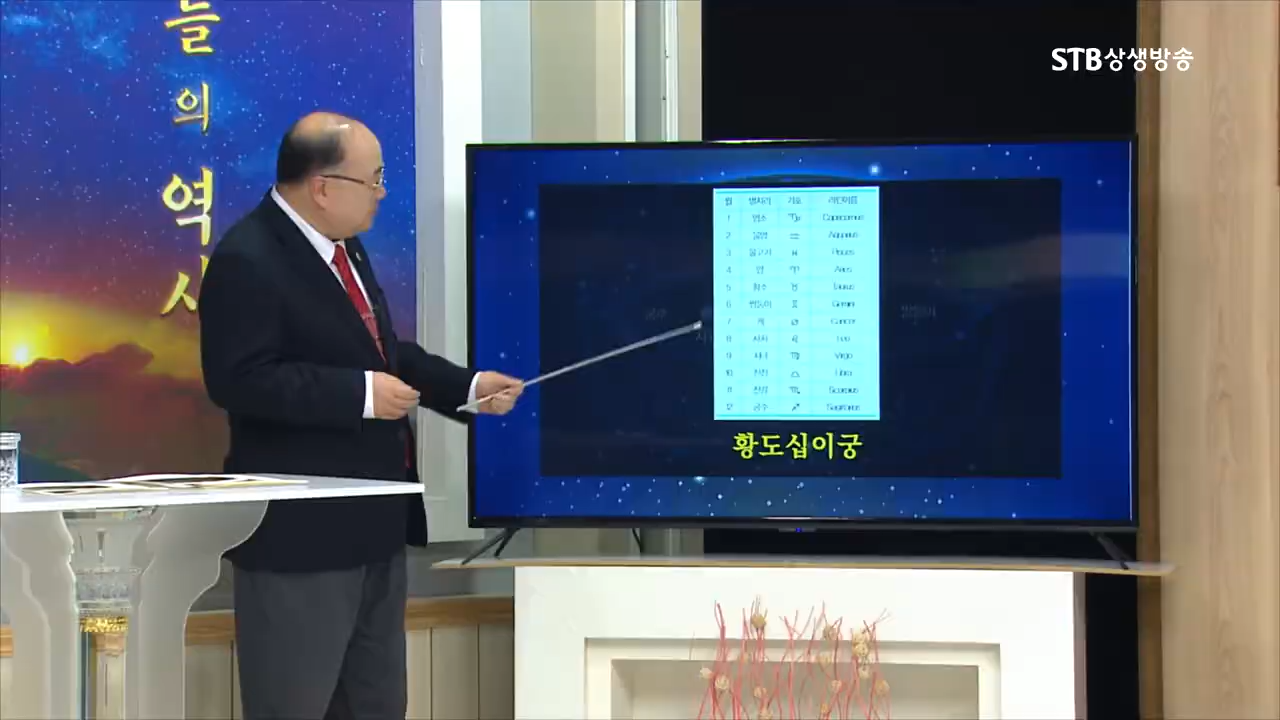 들
의
역
사
STB상생방송
월 별자리 기호 라틴이름
1 염소 ♑ Capricornus
2 물병 ♒ Aquarius
3 물고기 ♓ Pisces
4 양 ♈ Aries
5 황소 ♉ Taurus
6 쌍둥이 ♊ Gemini
7 게 Cancer
8 사자 ♌ Leo
9 처녀 ♍ Virgo
10 천칭 ♎ Libra
11 전갈 ♏ Scorpius
12 궁수 ♐ Sagittarius
황도십이궁